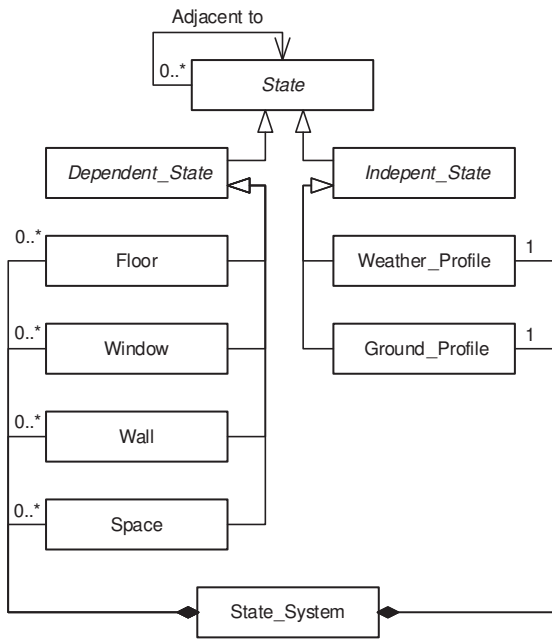 Adjacent to
0..*
State
Dependent_State
Indepent_State
0..*
Floor
Weather_Profile
1
0..*
Window
Ground_Profile
1
0..*
Wall
0..*
Space
State_System